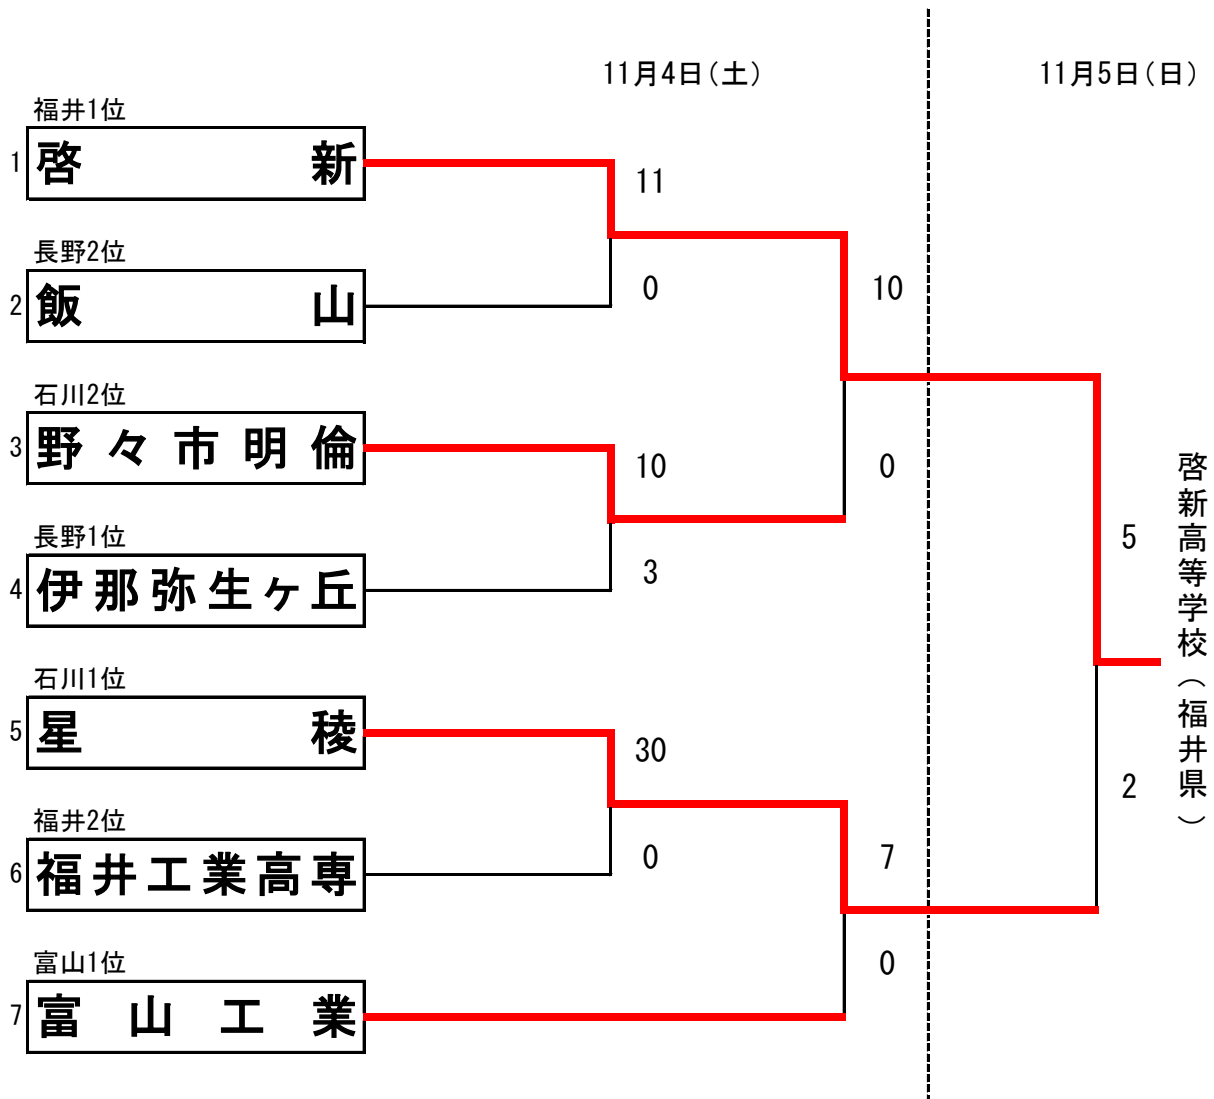 11月4日(土)
11月5日(日)
福井1位
1
啓新
長野2位
2
飯山
石川2位
3
野々市明倫
長野1位
4
伊那弥生ヶ丘
石川1位
5
星稜
福井2位
6
福井工業高専
富山1位
7
富山工業
11
0
10
3
30
0
10
0
7
0
5
2
啓新高等学校(福井県)